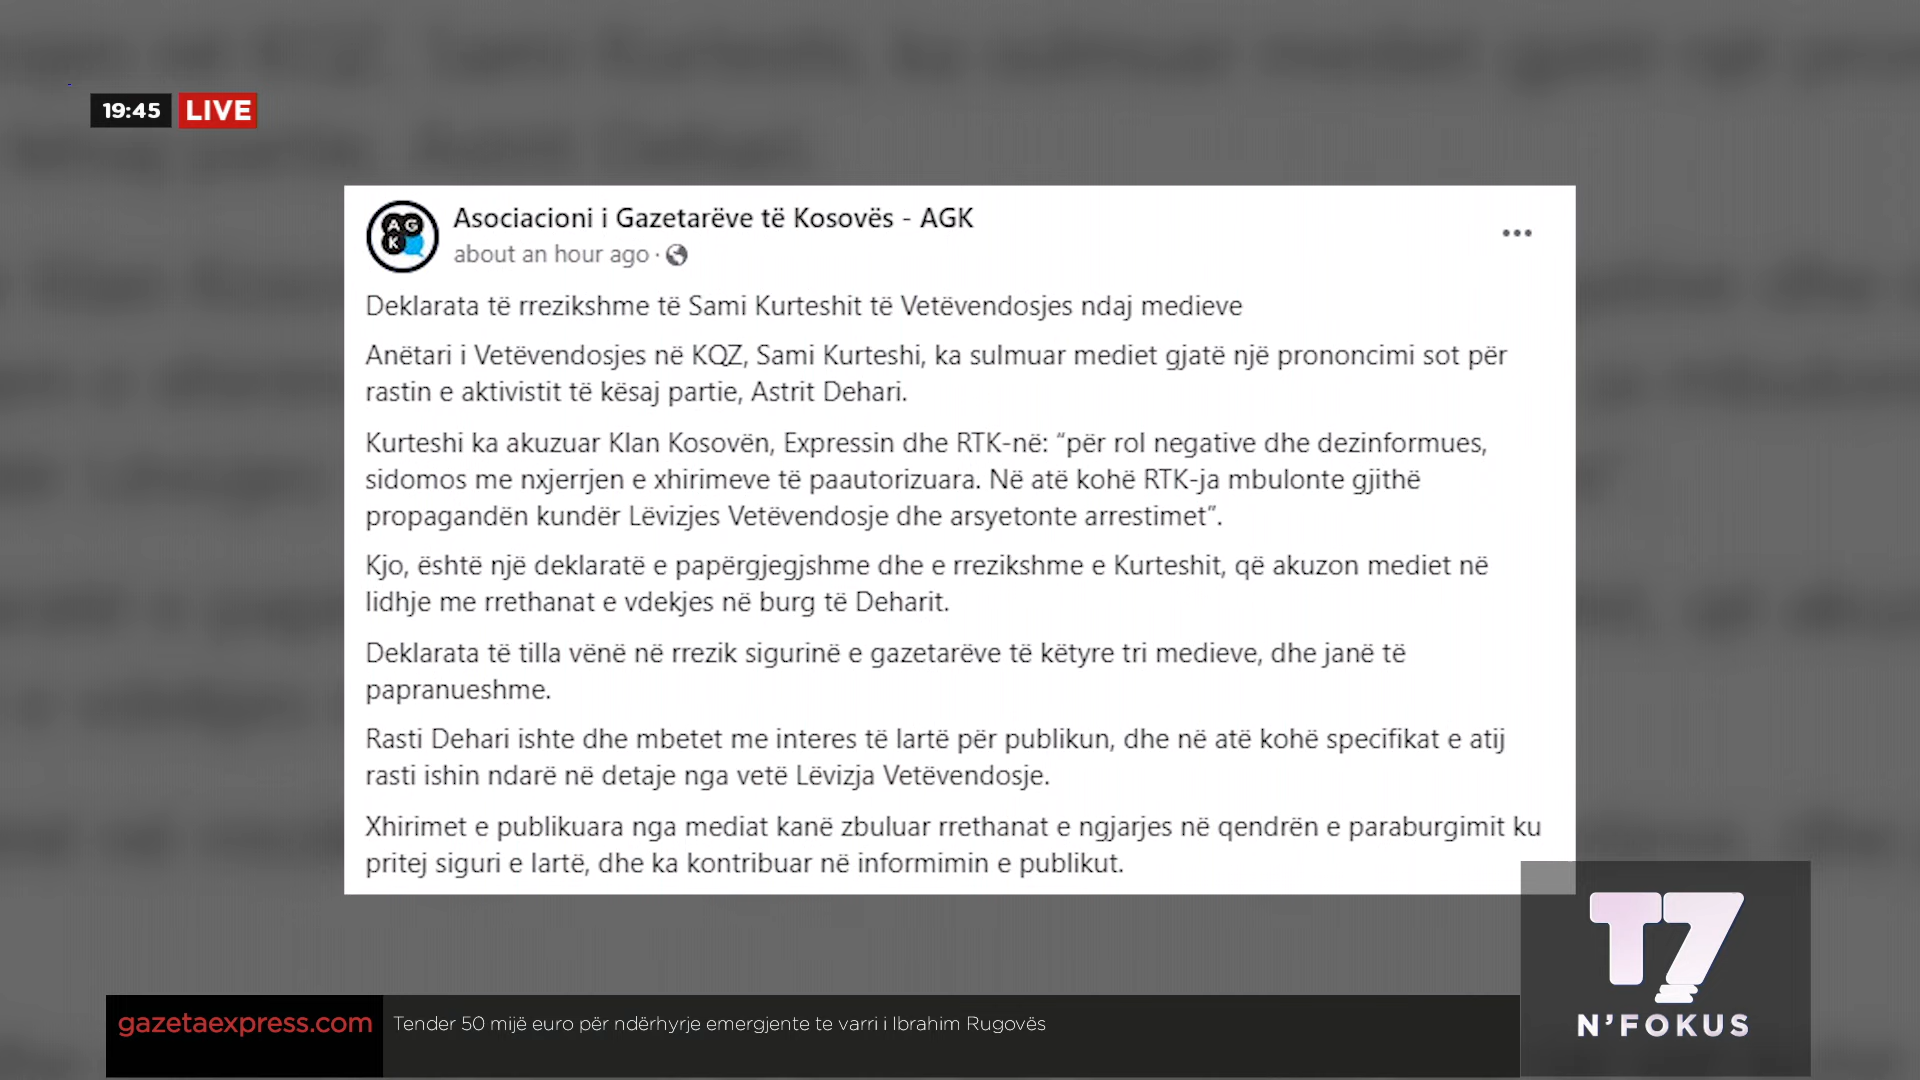 19:45 LIVE
AGK
Asociacioni i Gazetarëve të Kosovës - AGK
about an hour ago ·
Deklarata të rrezikshme të Sami Kurteshit të Vetëvendosjes ndaj medieve
Anëtari i Vetëvendosjes në KQZ, Sami Kurteshi, ka sulmuar mediet gjatë një prononcimi sot për
rastin e aktivistit të kësaj partie, Astrit Dehari.
Kurteshi ka akuzuar Klan Kosovën, Expressin dhe RTK-në: “për rol negative dhe dezinformues,
sidomos me nxjerrjen e xhirimeve të paautorizuara. Në atë kohë RTK-ja mbulonte gjithë
propagandën kundër Lëvizjes Vetëvendosje dhe arsyetonte arrestimet”.
Kjo, është një deklaratë e papërgjegjshme dhe e rrezikshme e Kurteshit, që akuzon mediet në
lidhje me rrethanat e vdekjes në burg të Deharit.
Deklarata të tilla vënë në rrezik sigurinë e gazetarëve të këtyre tri medieve, dhe janë të
papranueshme.
Rasti Dehari ishte dhe mbetet me interes të lartë për publikun, dhe në atë kohë specifikat e atij
rasti ishin ndarë në detaje nga vetë Lëvizja Vetëvendosje.
Xhirimet e publikuara nga mediat kanë zbuluar rrethanat e ngjarjes në qendrën e paraburgimit ku
pritej siguri e lartë, dhe ka kontribuar në informimin e publikut.
T7
N'FOKUS
gazetaexpress.com Tender 50 mijë euro për ndërhyrje emergjente te varri i Ibrahim Rugovës